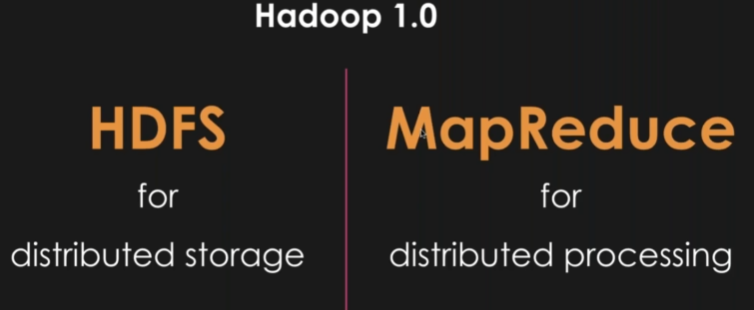 Hadoop 1.0
HDFS
for
distributed storage
MapReduce
for
distributed processing